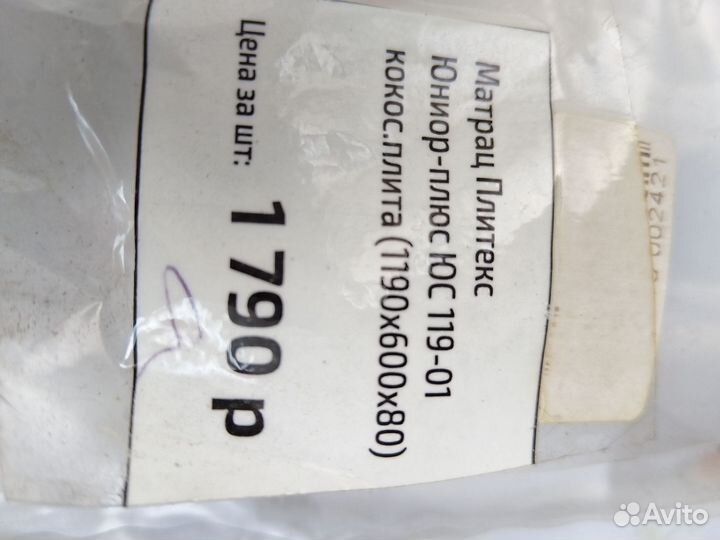 Матрац Плитекс
Юниор-плюс ЮС 119-01
кокос.плита (1190х600х80)
Цена за шт: 1 790 р
Avito